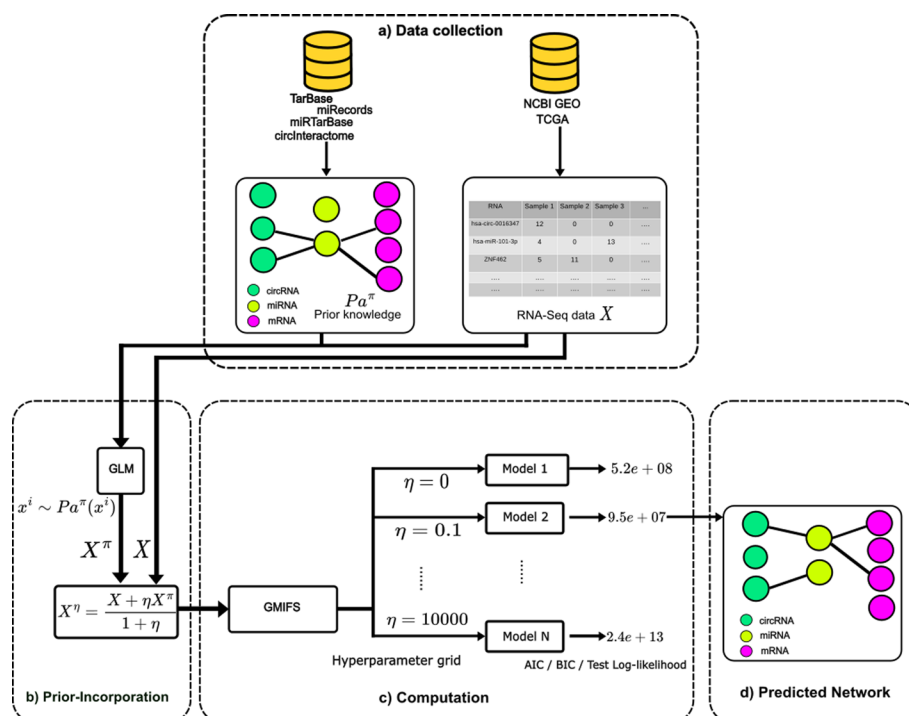 a) Data collection
TarBase
miRecords
miRTarBase
circInteractome
NCBI GEO
TCGA
RNA Sample 1 Sample 2 Sample 3 ...
hsa-circ-0016347 12 0 0 ....
hsa-miR-101-3p 4 0 13 ....
ZNF462 5 11 0 ....
.... .... .... .... ....
.... .... .... .... ....
circRNA
miRNA
mRNA
Pa^π
Prior knowledge
RNA-Seq data X
GLM
x^i ∼ Pa^π(x^i)
X^π X
X^η = \frac{X + ηX^π}{1 + η}
b) Prior-Incorporation
GMIFS
η = 0
Model 1
5.2e + 08
η = 0.1
Model 2
9.5e + 07
......
......
η = 10000
Model N
2.4e + 13
Hyperparameter grid
AIC / BIC / Test Log-likelihood
c) Computation
circRNA
miRNA
mRNA
d) Predicted Network